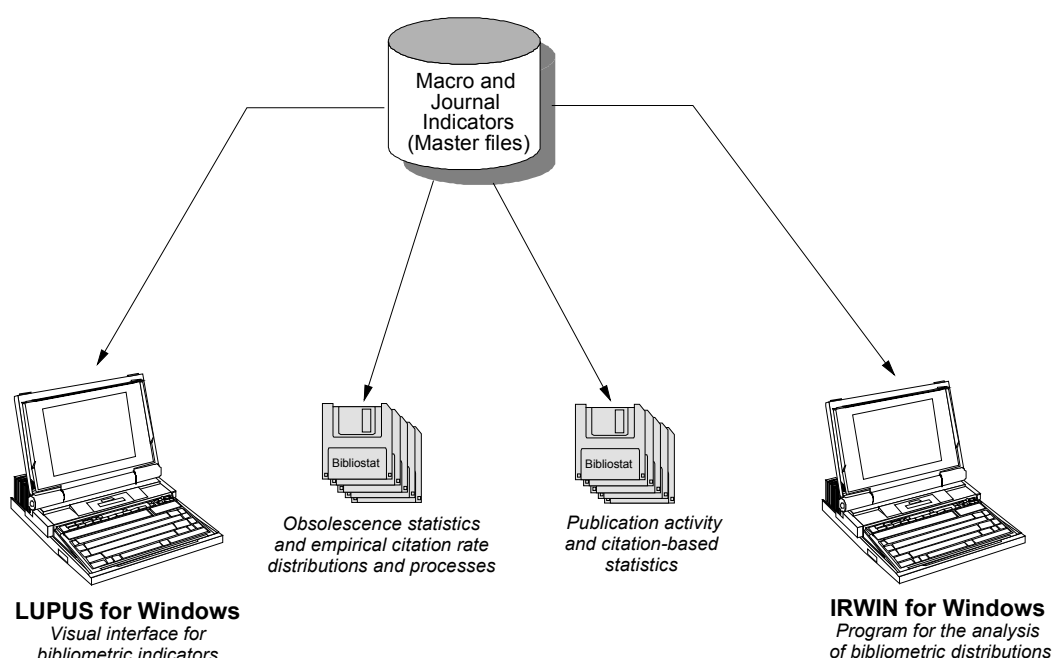 Macro and
Journal
Indicators
(Master files)
Bibliostat
Bibliostat
Obsolescence statistics
and empirical citation rate
distributions and processes
Publication activity
and citation-based
statistics
LUPUS for Windows
Visual interface for
bibliometric indicators
IRWIN for Windows
Program for the analysis
of bibliometric distributions